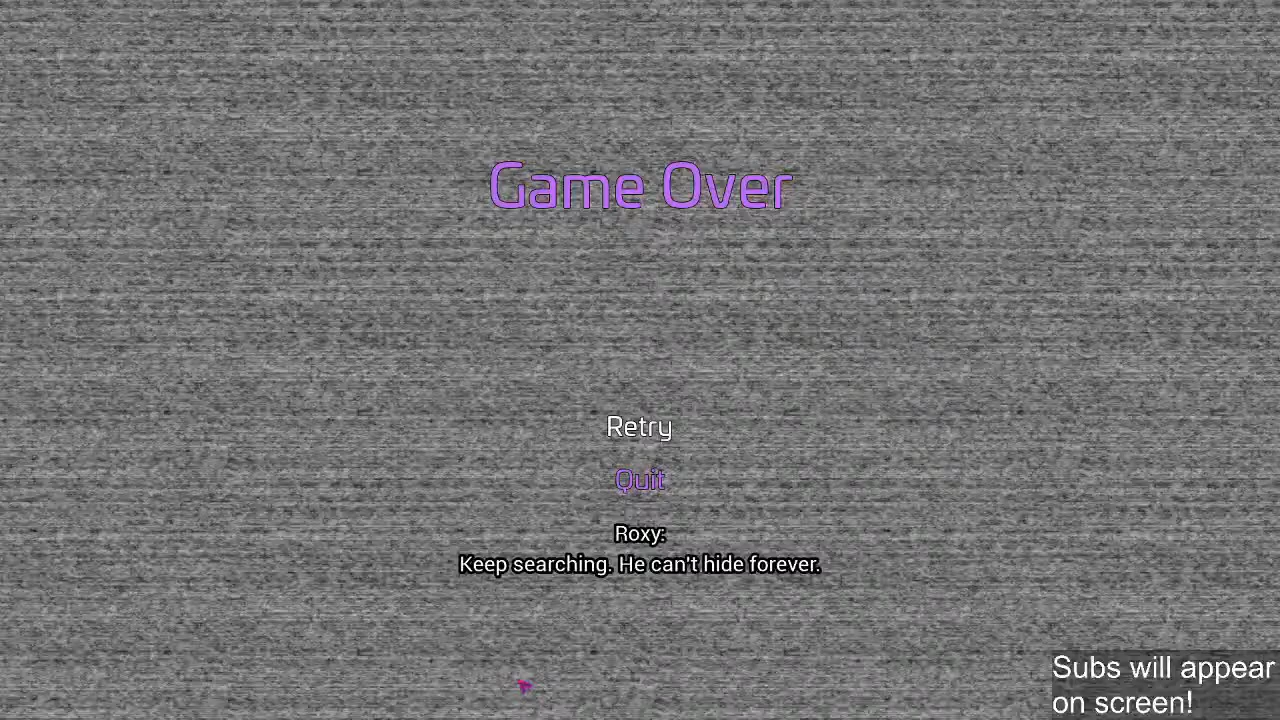 Game Over
Retry
Quit
Roxy:
Keep searching. He can't hide forever.
Subs will appear
on screen!